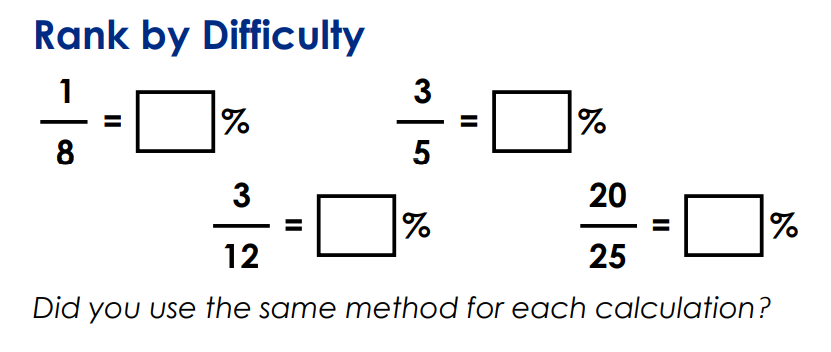 Rank by Difficulty
1/8 = % 3/5 = %
3/12 = % 20/25 = %
Did you use the same method for each calculation?